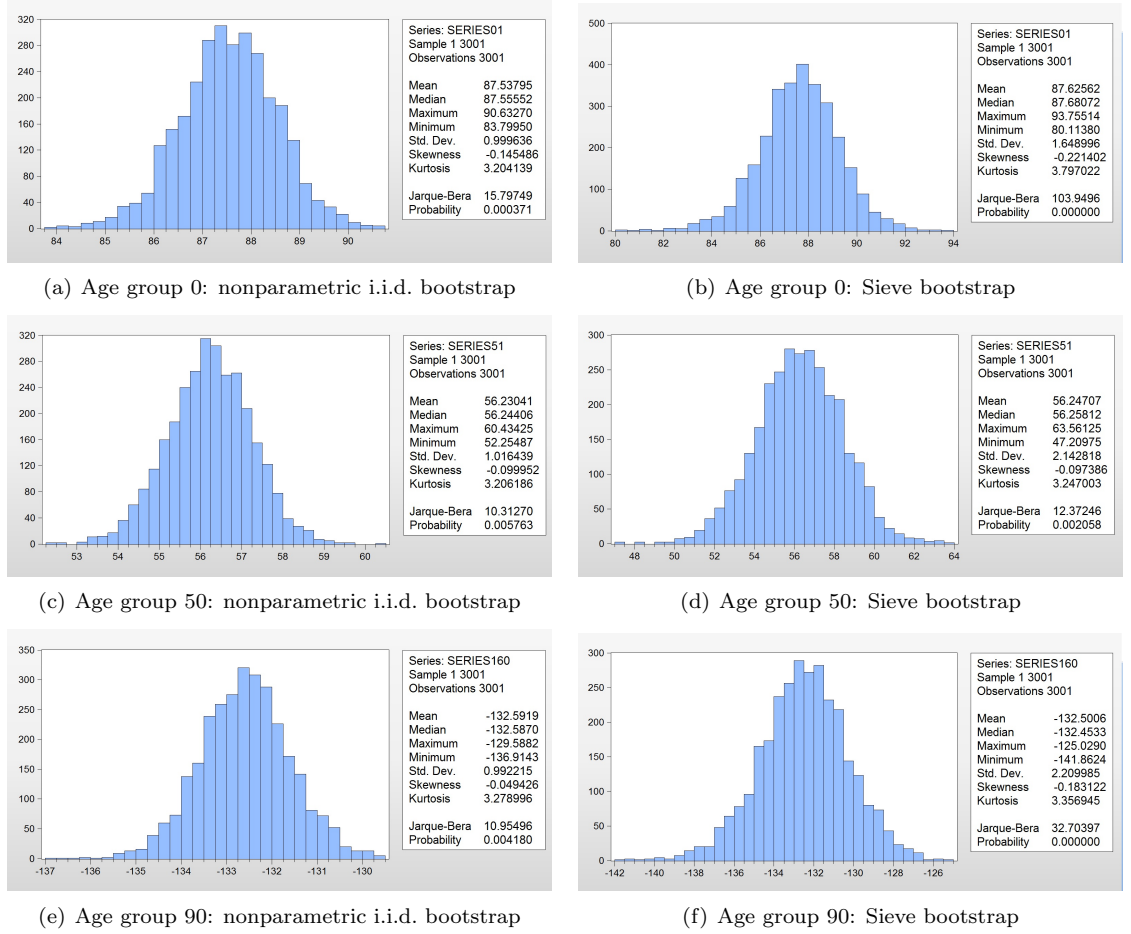 320
280
240
200
160
120
80
40
0
84 85 86 87 88 89 90
Series: SERIES01
Sample 1 3001
Observations 3001
Mean 87.53795
Median 87.55552
Maximum 90.63270
Minimum 83.79950
Std. Dev. 0.999636
Skewness -0.145486
Kurtosis 3.204139
Jarque-Bera 15.79749
Probability 0.000371
(a) Age group 0: nonparametric i.i.d. bootstrap
500
400
300
200
100
0
80 82 84 86 88 90 92 94
Series: SERIES01
Sample 1 3001
Observations 3001
Mean 87.62562
Median 87.68072
Maximum 93.75514
Minimum 80.11380
Std. Dev. 1.648996
Skewness -0.221402
Kurtosis 3.797022
Jarque-Bera 103.9496
Probability 0.000000
(b) Age group 0: Sieve bootstrap
320
280
240
200
160
120
80
40
0
53 54 55 56 57 58 59 60
Series: SERIES51
Sample 1 3001
Observations 3001
Mean 56.23041
Median 56.24406
Maximum 60.43425
Minimum 52.25487
Std. Dev. 1.016439
Skewness -0.099952
Kurtosis 3.206186
Jarque-Bera 10.31270
Probability 0.005763
(c) Age group 50: nonparametric i.i.d. bootstrap
300
250
200
150
100
50
0
48 50 52 54 56 58 60 62 64
Series: SERIES51
Sample 1 3001
Observations 3001
Mean 56.24707
Median 56.25812
Maximum 63.56125
Minimum 47.20975
Std. Dev. 2.142818
Skewness -0.097386
Kurtosis 3.247003
Jarque-Bera 12.37246
Probability 0.002058
(d) Age group 50: Sieve bootstrap
350
300
250
200
150
100
50
0
-137 -136 -135 -134 -133 -132 -131 -130
Series: SERIES160
Sample 1 3001
Observations 3001
Mean -132.5919
Median -132.5870
Maximum -129.5882
Minimum -136.9143
Std. Dev. 0.992215
Skewness -0.049426
Kurtosis 3.278996
Jarque-Bera 10.95496
Probability 0.004180
(e) Age group 90: nonparametric i.i.d. bootstrap
300
250
200
150
100
50
0
-142 -140 -138 -136 -134 -132 -130 -128 -126
Series: SERIES160
Sample 1 3001
Observations 3001
Mean -132.5006
Median -132.4533
Maximum -125.0290
Minimum -141.8624
Std. Dev. 2.209985
Skewness -0.183122
Kurtosis 3.356945
Jarque-Bera 32.70397
Probability 0.000000
(f) Age group 90: Sieve bootstrap